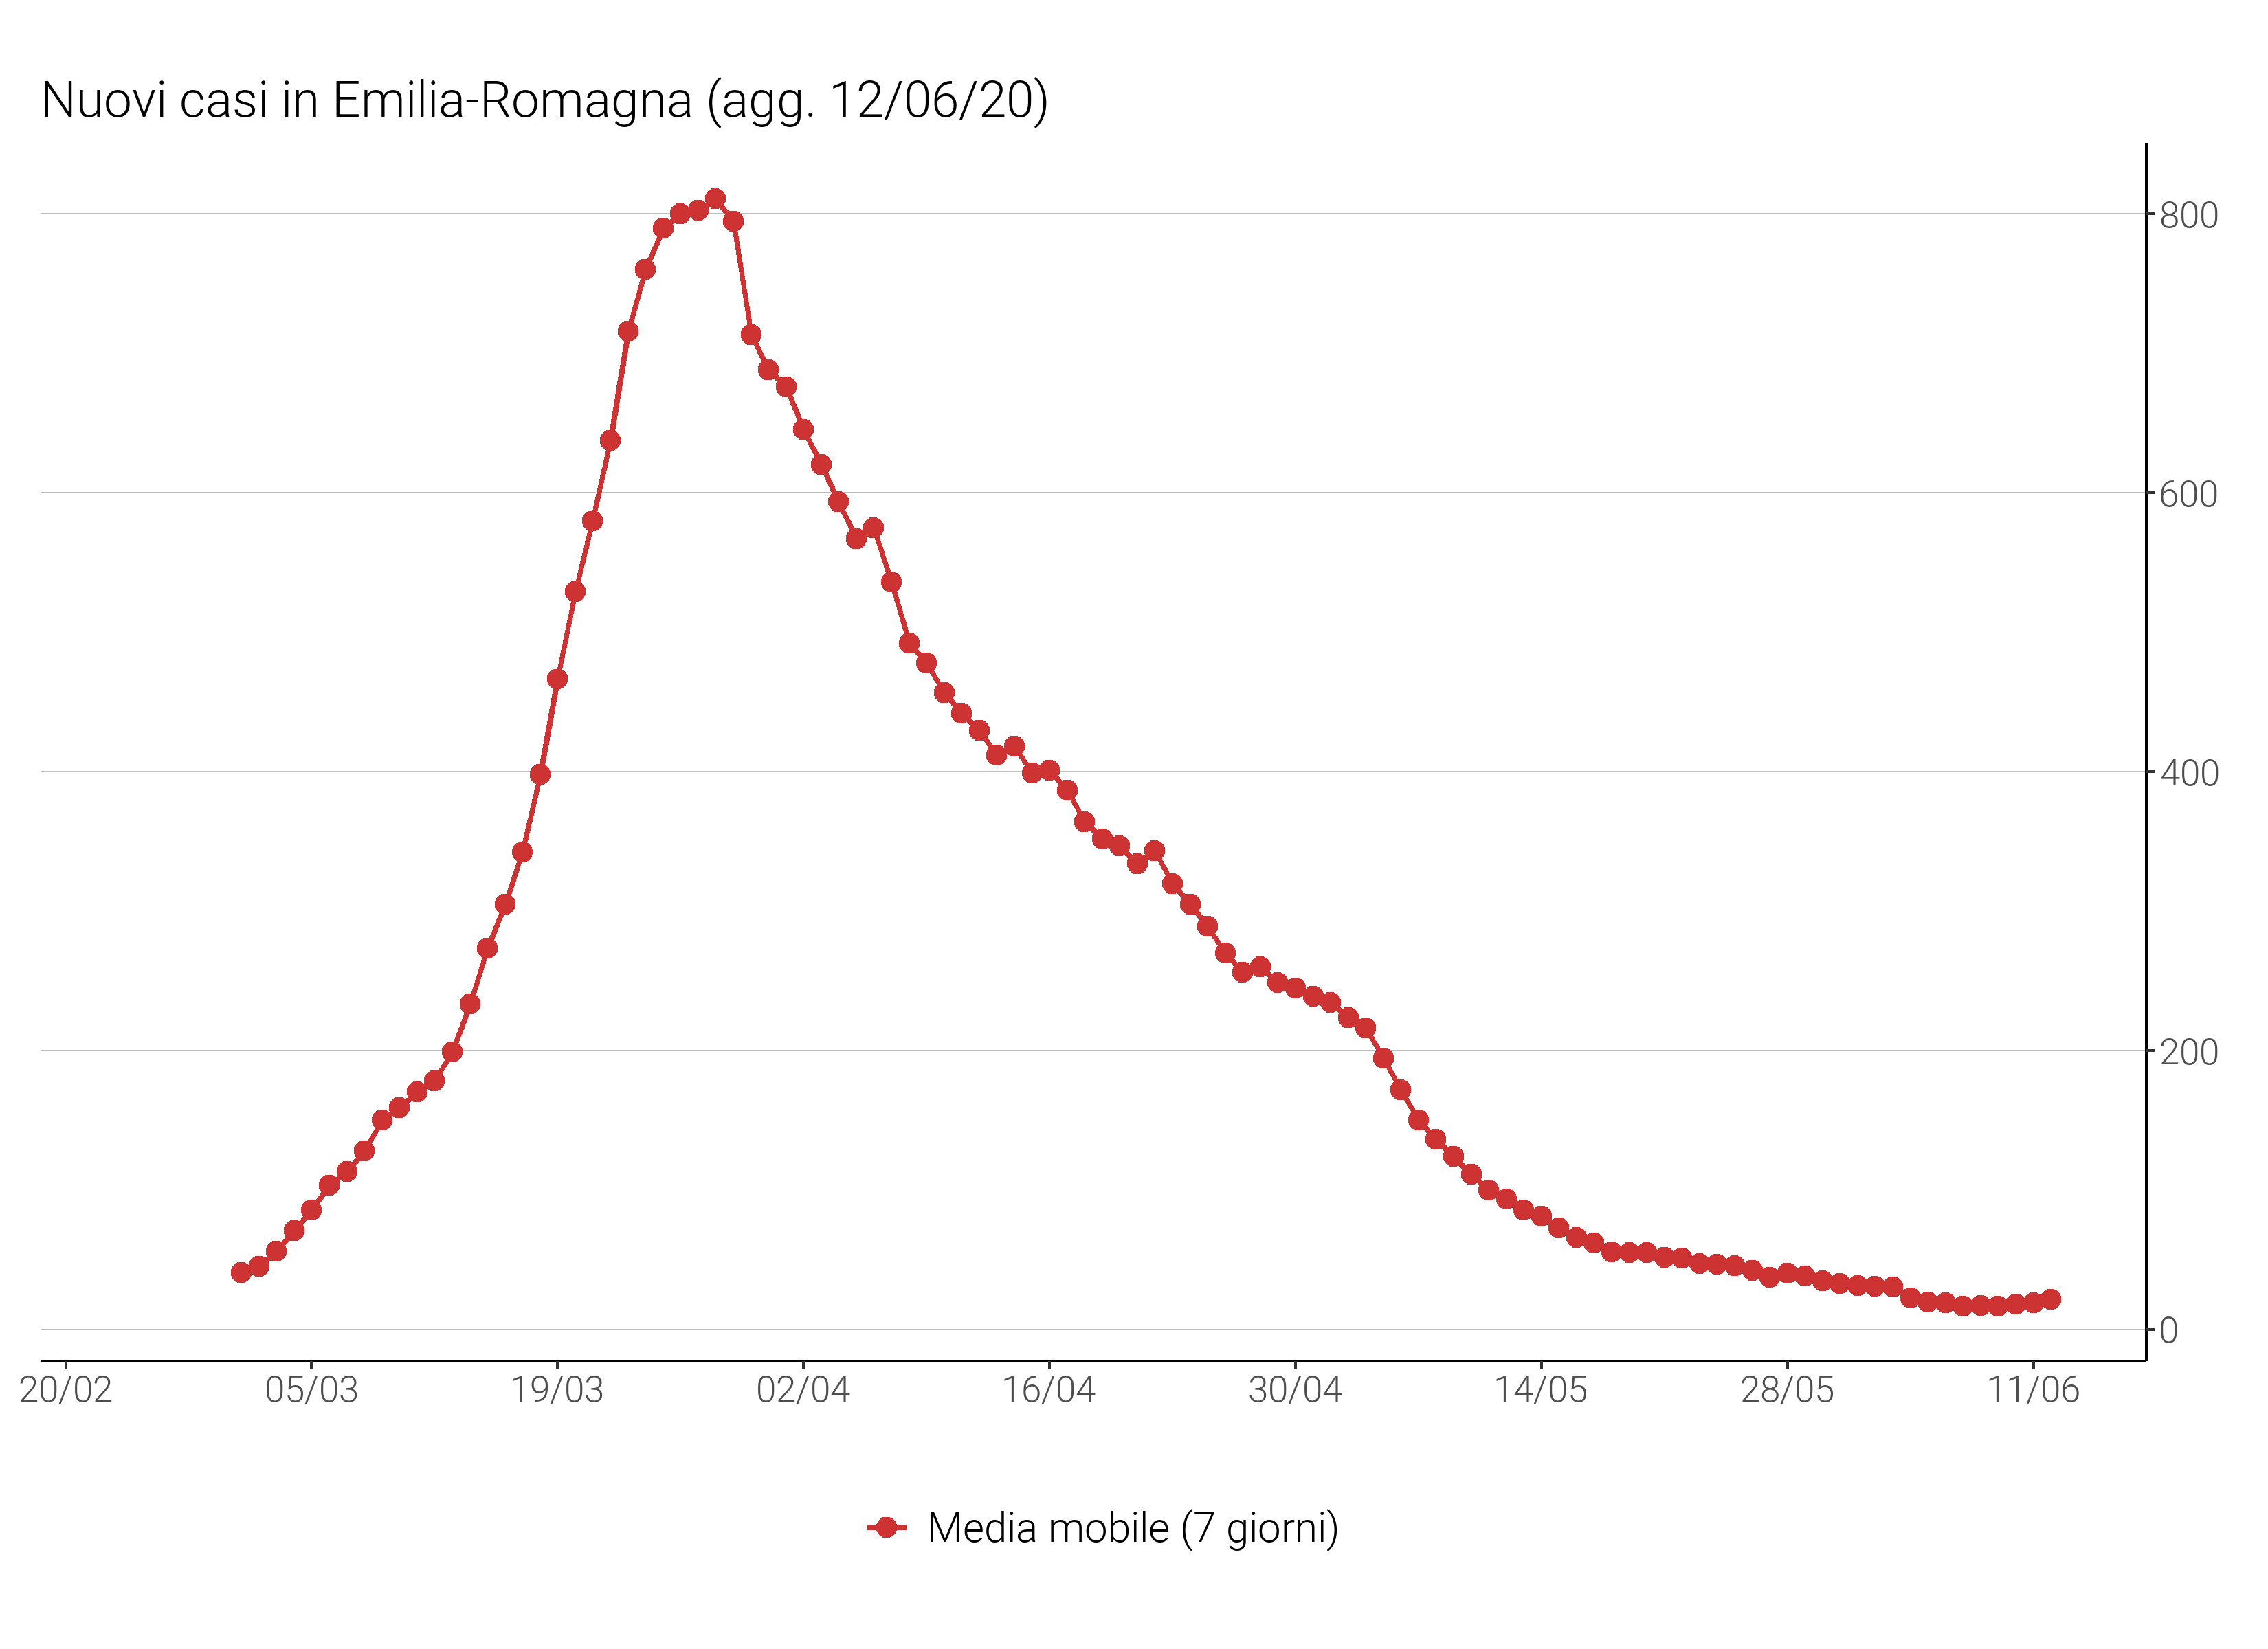 Nuovi casi in Emilia-Romagna (agg. 12/06/20)
800
600
400
200
0
20/02 05/03 19/03 02/04 16/04 30/04 14/05 28/05 11/06
Media mobile (7 giorni)